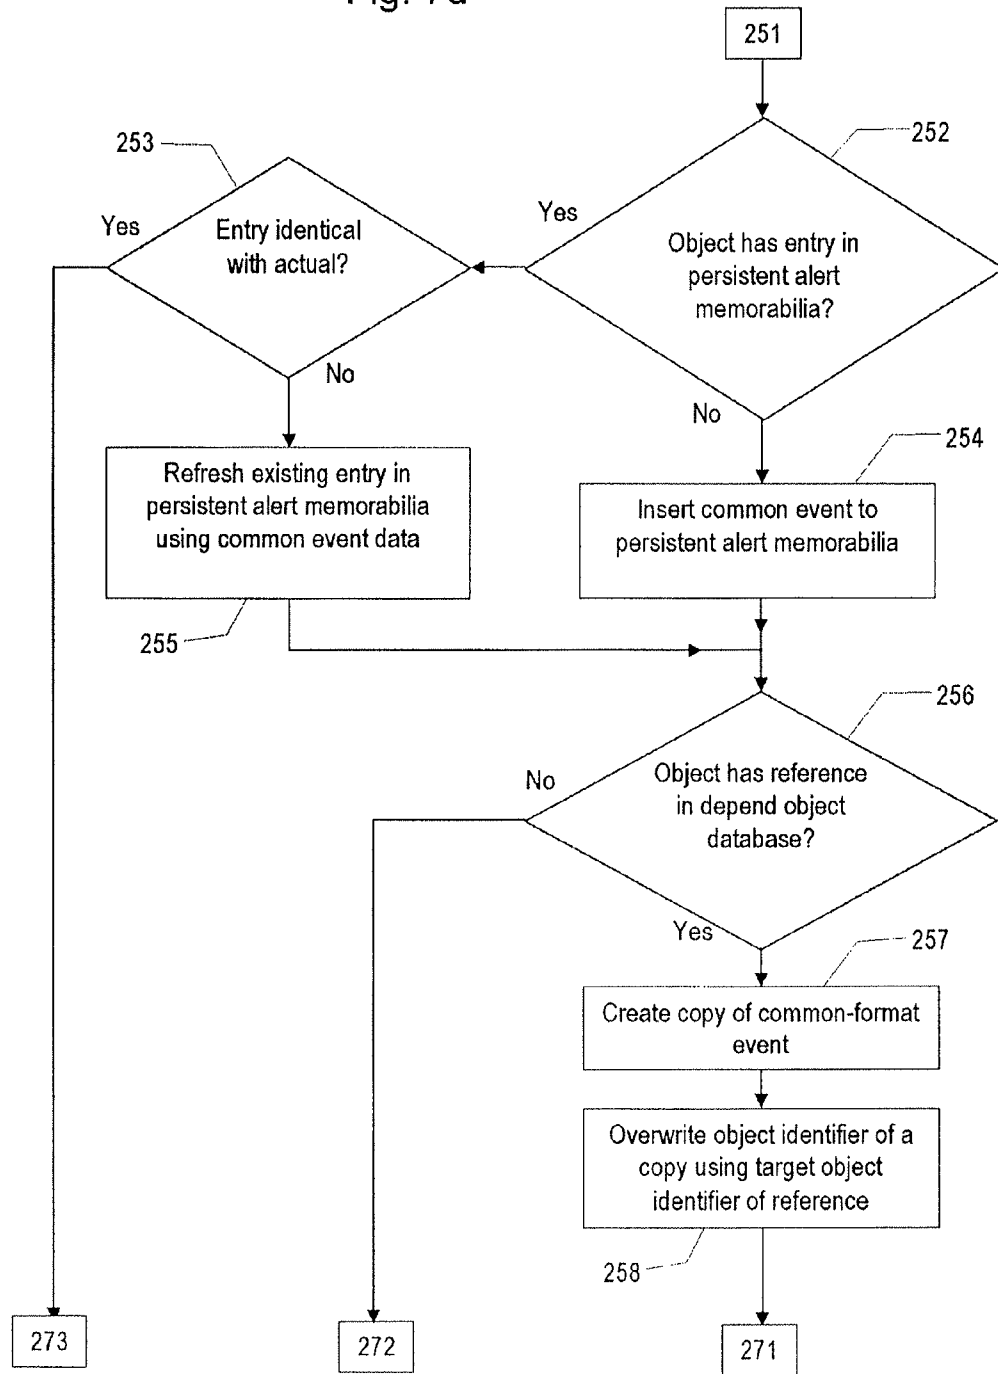 251
252
253
Yes
Entry identical
with actual?
Yes
Object has entry in
persistent alert
memorabilia?
No
No
254
Refresh existing entry in
persistent alert memorabilia
using common event data
Insert common event to
persistent alert memorabilia
255
256
No
Object has reference
in depend object
database?
Yes
257
Create copy of common-format
event
Overwrite object identifier of a
copy using target object
identifier of reference
258
273
272
271